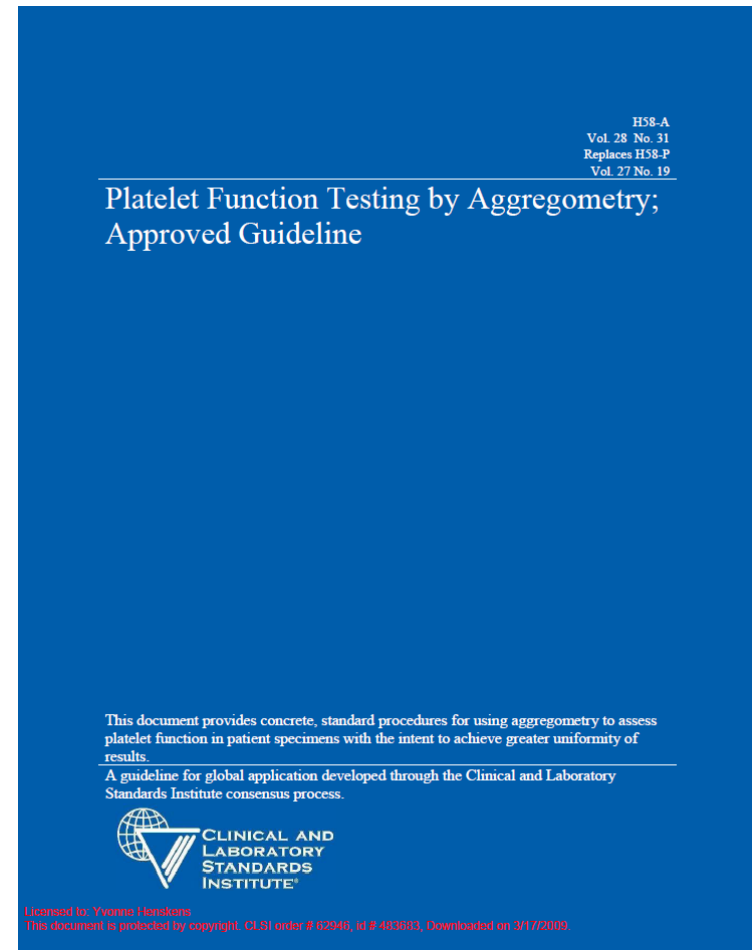 H58-A
Vol. 28 No. 31
Replaces H58-P
Vol. 27 No. 19
Platelet Function Testing by Aggregometry;
Approved Guideline
This document provides concrete, standard procedures for using aggregometry to assess
platelet function in patient specimens with the intent to achieve greater uniformity of
results.
A guideline for global application developed through the Clinical and Laboratory
Standards Institute consensus process.
CLINICAL AND
LABORATORY
STANDARDS
INSTITUTE®
Licensed to: Yvonne Henskens
This document is protected by copyright. CLSI order # 62946, id # 483683, Downloaded on 3/17/2009.